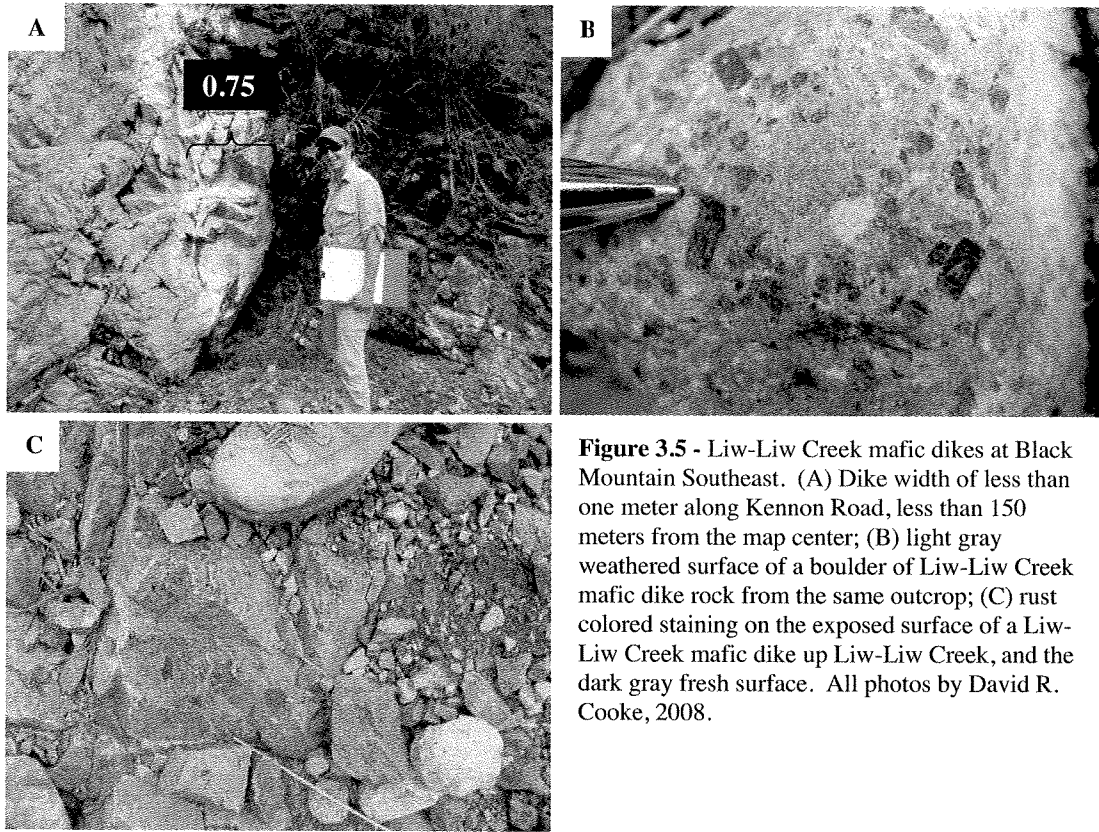 A
0.75
B
C
Figure 3.5 - Liw-Liw Creek mafic dikes at Black
Mountain Southeast. (A) Dike width of less than
one meter along Kennon Road, less than 150
meters from the map center; (B) light gray
weathered surface of a boulder of Liw-Liw Creek
mafic dike rock from the same outcrop; (C) rust
colored staining on the exposed surface of a Liw-
Liw Creek mafic dike up Liw-Liw Creek, and the
dark gray fresh surface. All photos by David R.
Cooke, 2008.